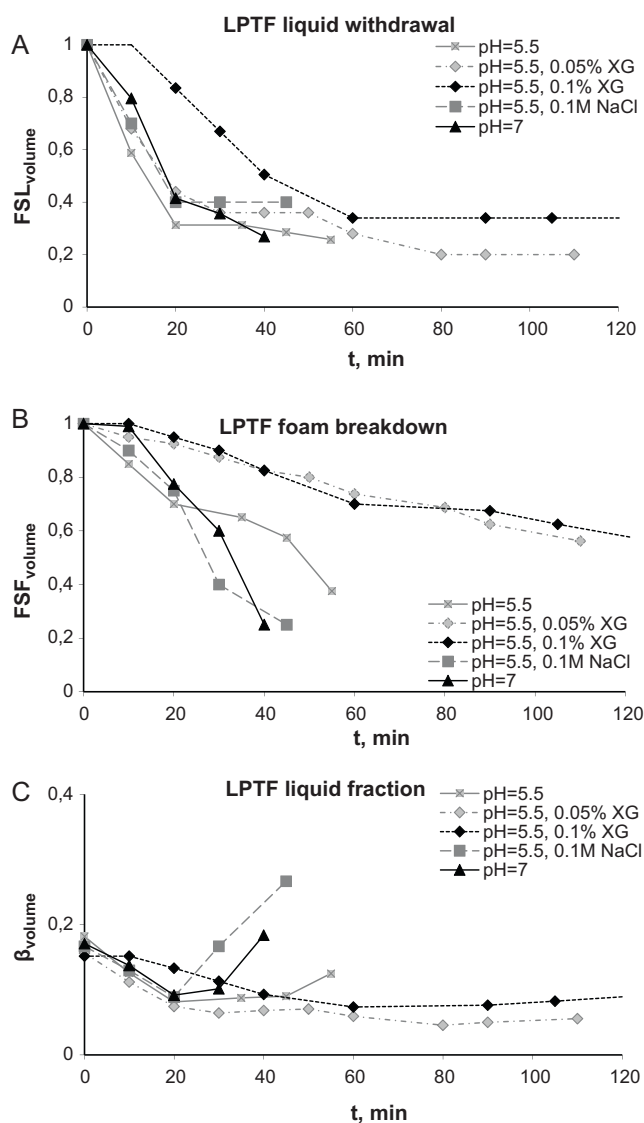 A
LPTF liquid withdrawal
pH=5.5
pH=5.5, 0.05% XG
pH=5.5, 0.1% XG
pH=5.5, 0.1M NaCl
pH=7
FSLvolume
1
0,8
0,6
0,4
0,2
0
0 20 40 60 80 100 120
t, min
B
LPTF foam breakdown
FSFvolume
1
0,8
0,6
0,4
0,2
0
pH=5.5
pH=5.5, 0.05% XG
pH=5.5, 0.1% XG
pH=5.5, 0.1M NaCl
pH=7
0 20 40 60 80 100 120
t, min
C
LPTF liquid fraction
pH=5.5
pH=5.5, 0.05% XG
pH=5.5, 0.1% XG
pH=5.5, 0.1M NaCl
pH=7
βvolume
0,4
0,2
0
0 20 40 60 80 100 120
t, min